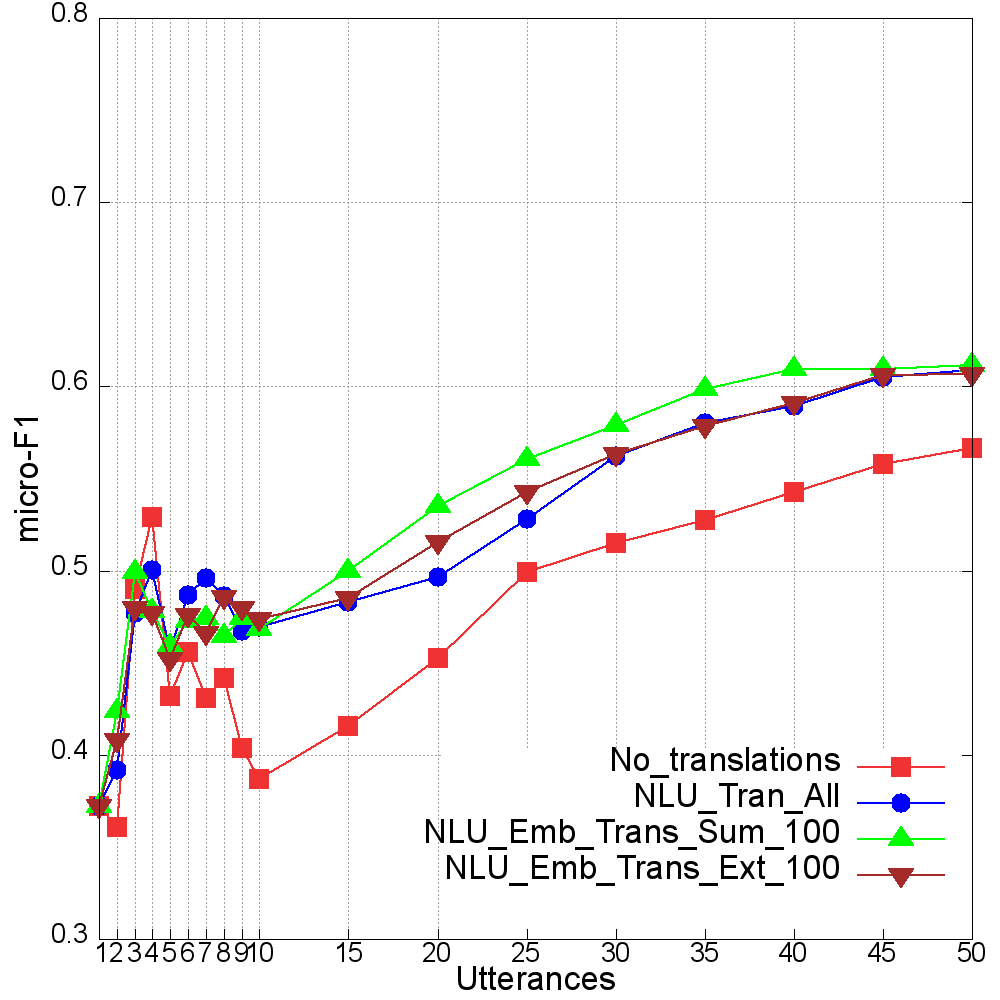 0.8
0.7
0.6
0.5
0.4
0.3
micro-F1
No_translations
NLU_Tran_All
NLU_Emb_Trans_Sum_100
NLU_Emb_Trans_Ext_100
1 2 3 4 5 6 7 8 9 10 15 20 25 30 35 40 45 50
Utterances